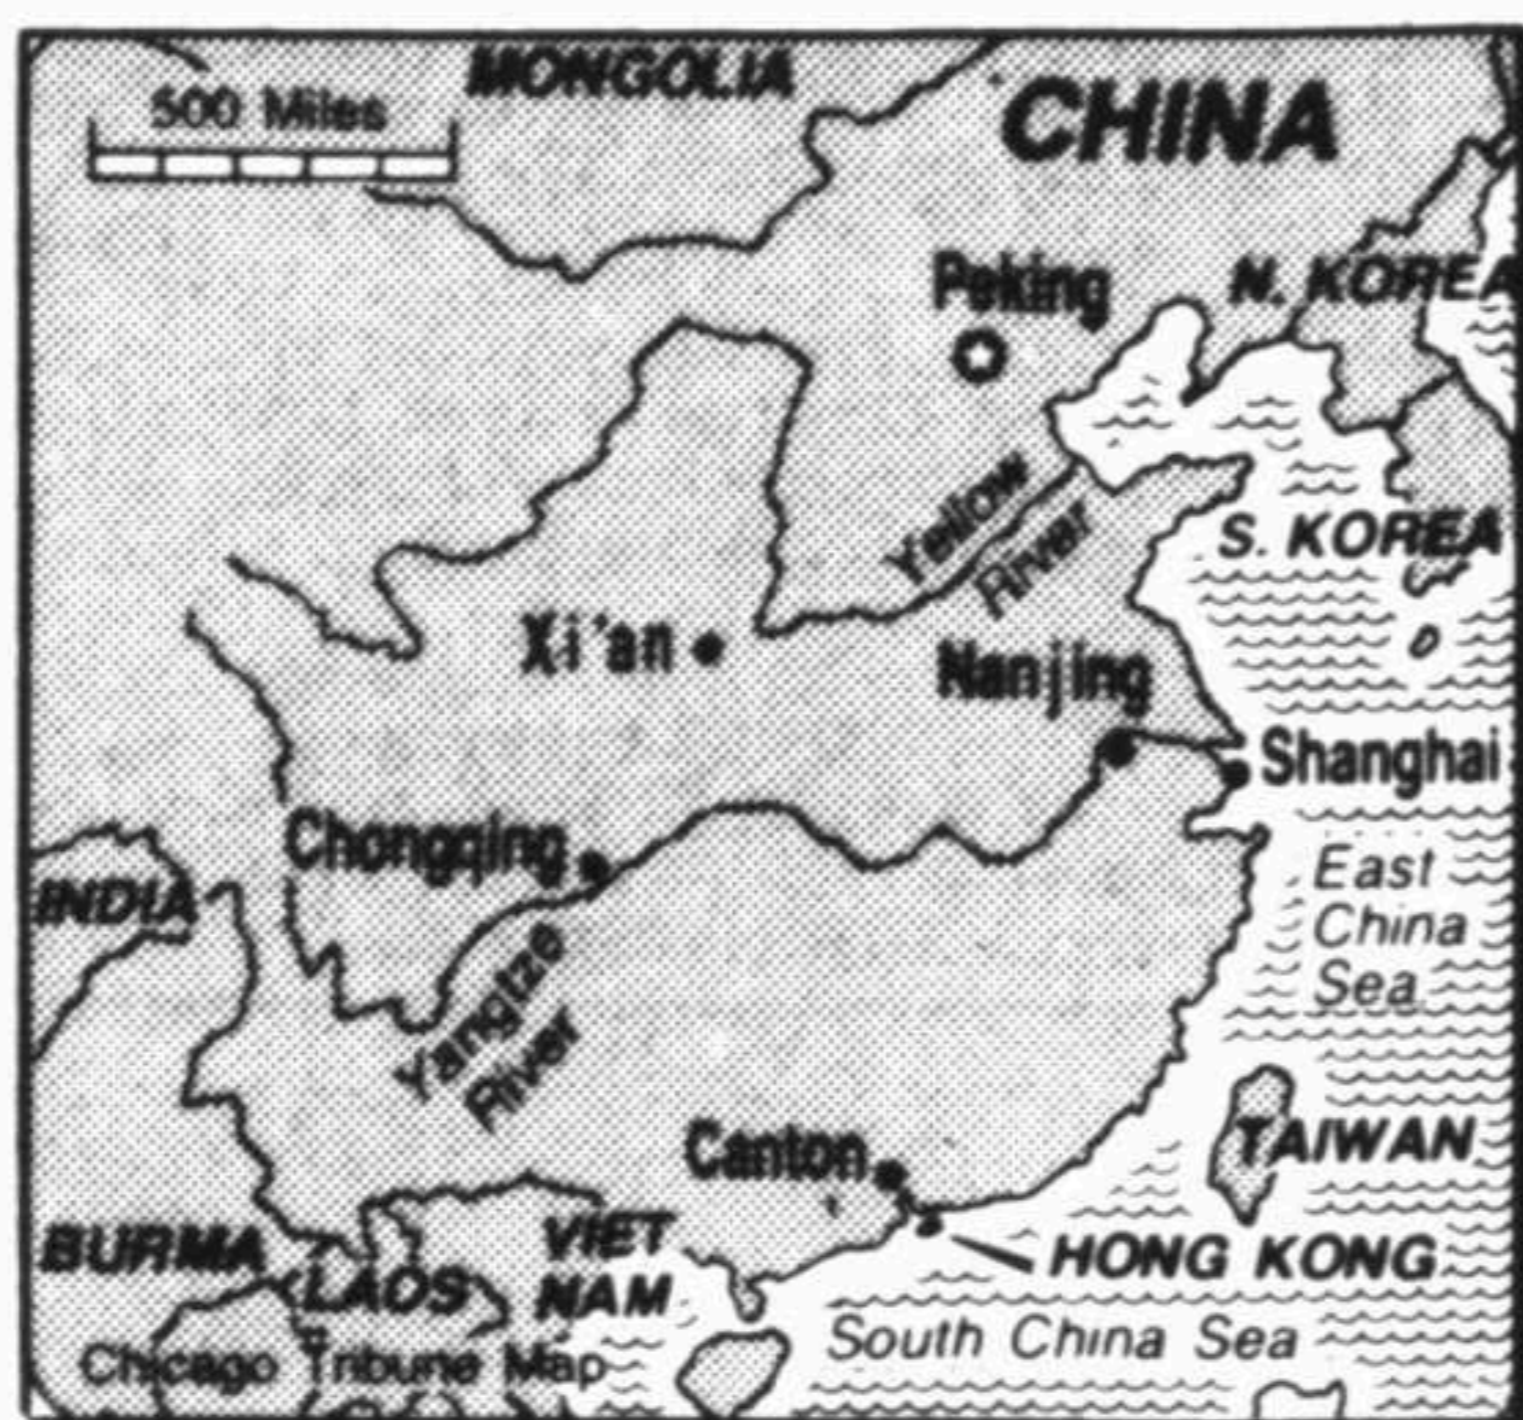 MONGOLIA
500 Miles
CHINA
Peking
N. KOREA
Yellow
River
S. KOREA
Xi'an
Nanjing
Shanghai
Chongqing
INDIA
East
China
Sea
Yangtze
River
TAIWAN
Canton
BURMA
VIET
NAM
HONG KONG
LAOS
South China Sea
Chicago Tribune Map